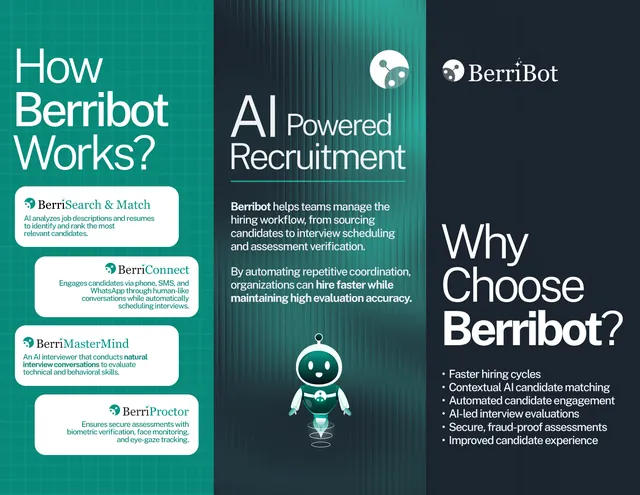 How
Berribot
Works?
BerriSearch & Match
AI analyzes job descriptions and resumes
to identify and rank the most
relevant candidates.
BerriConnect
Engages candidates via phone, SMS, and
WhatsApp through human-like
conversations while automatically
scheduling interviews.
BerriMasterMind
An AI interviewer that conducts natural
interview conversations to evaluate
technical and behavioral skills.
BerriProctor
Ensures secure assessments with
biometric verification, face monitoring,
and eye-gaze tracking.
AI Powered
Recruitment
Berribot helps teams manage the
hiring workflow, from sourcing
candidates to interview scheduling
and assessment verification.
By automating repetitive coordination,
organizations can hire faster while
maintaining high evaluation accuracy.
BerriBot
Why
Choose
Berribot?
• Faster hiring cycles
• Contextual AI candidate matching
• Automated candidate engagement
• AI-led interview evaluations
• Secure, fraud-proof assessments
• Improved candidate experience